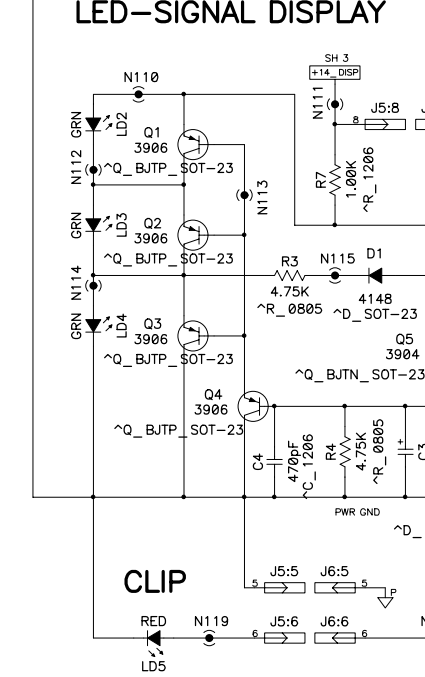 LED-SIGNAL DISPLAY
SH 3
+14_DISP
N110
N111
J5:8
8
GRN
LD2
Q1
3906
^Q_BJTP_SOT-23
N112
R7
1.00K
^R_1206
N113
GRN
LD3
Q2
3906
^Q_BJTP_SOT-23
N114
R3
4.75K
^R_0805
N115
D1
4148
^D_SOT-23
GRN
LD4
Q3
3906
^Q_BJTP_SOT-23
Q5
3904
^Q_BJTN_SOT-23
Q4
3906
^Q_BJTP_SOT-23
C4
470pF
^C_1206
R4
4.75K
^R_0805
+
PWR GND
^D_
CLIP
J5:5
J6:5
5
5
P
RED
LD5
N119
J5:6
J6:6
6
6